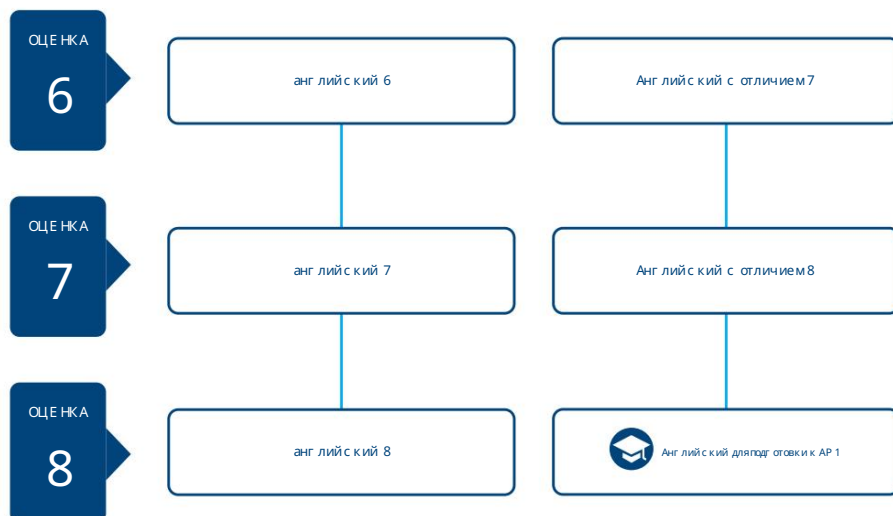 ОЦЕНКА
6
английский 6
Английский с отличием 7
ОЦЕНКА
7
английский 7
Английский с отличием 8
ОЦЕНКА
8
английский 8
Английский для подготовки к AP 1